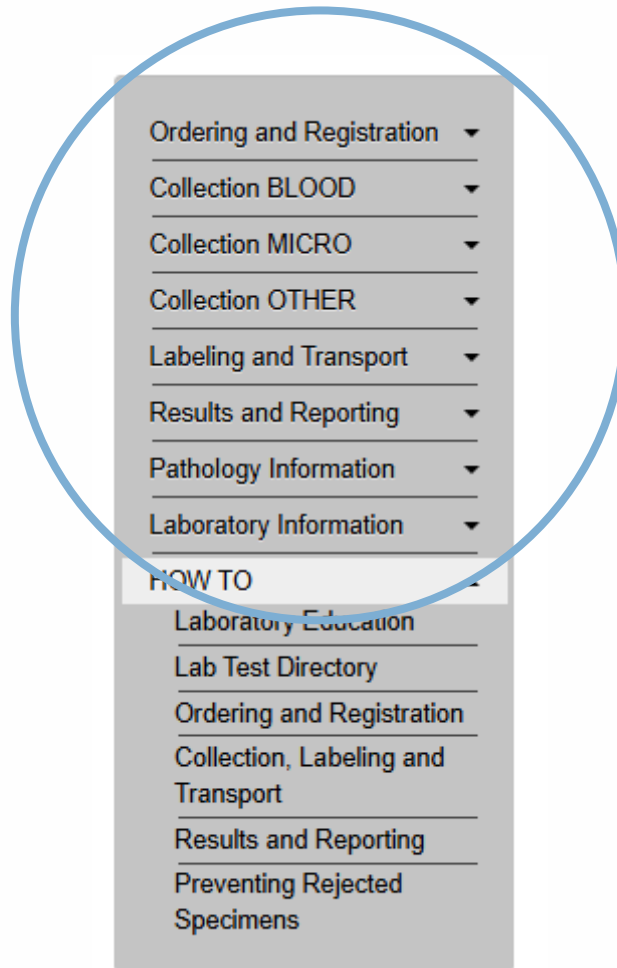 Ordering and Registration
Collection BLOOD
Collection MICRO
Collection OTHER
Labeling and Transport
Results and Reporting
Pathology Information
Laboratory Information
HOW TO
Laboratory Education
Lab Test Directory
Ordering and Registration
Collection, Labeling and
Transport
Results and Reporting
Preventing Rejected
Specimens